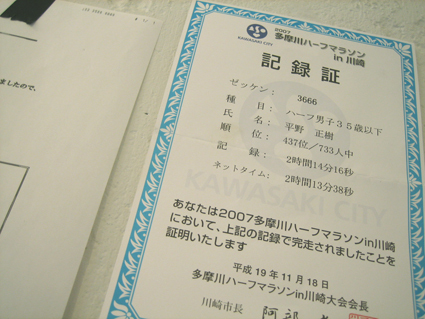 ましたので、
KAWASAKI CITY
2007
多摩川ハーフマラソン
in 川崎
記録証
ゼッケン： 3666
種目： ハーフ男子35歳以下
氏名： 平野 正樹
順位： 437位／733人中
記録： 2時間14分16秒
ネットタイム： 2時間13分38秒
KAWASAKI CITY
あなたは2007多摩川ハーフマラソンin川崎
において、上記の記録で完走されましたことを
証明いたします
平成19年11月18日
多摩川ハーフマラソンin川崎大会会長
川崎市長 阿部